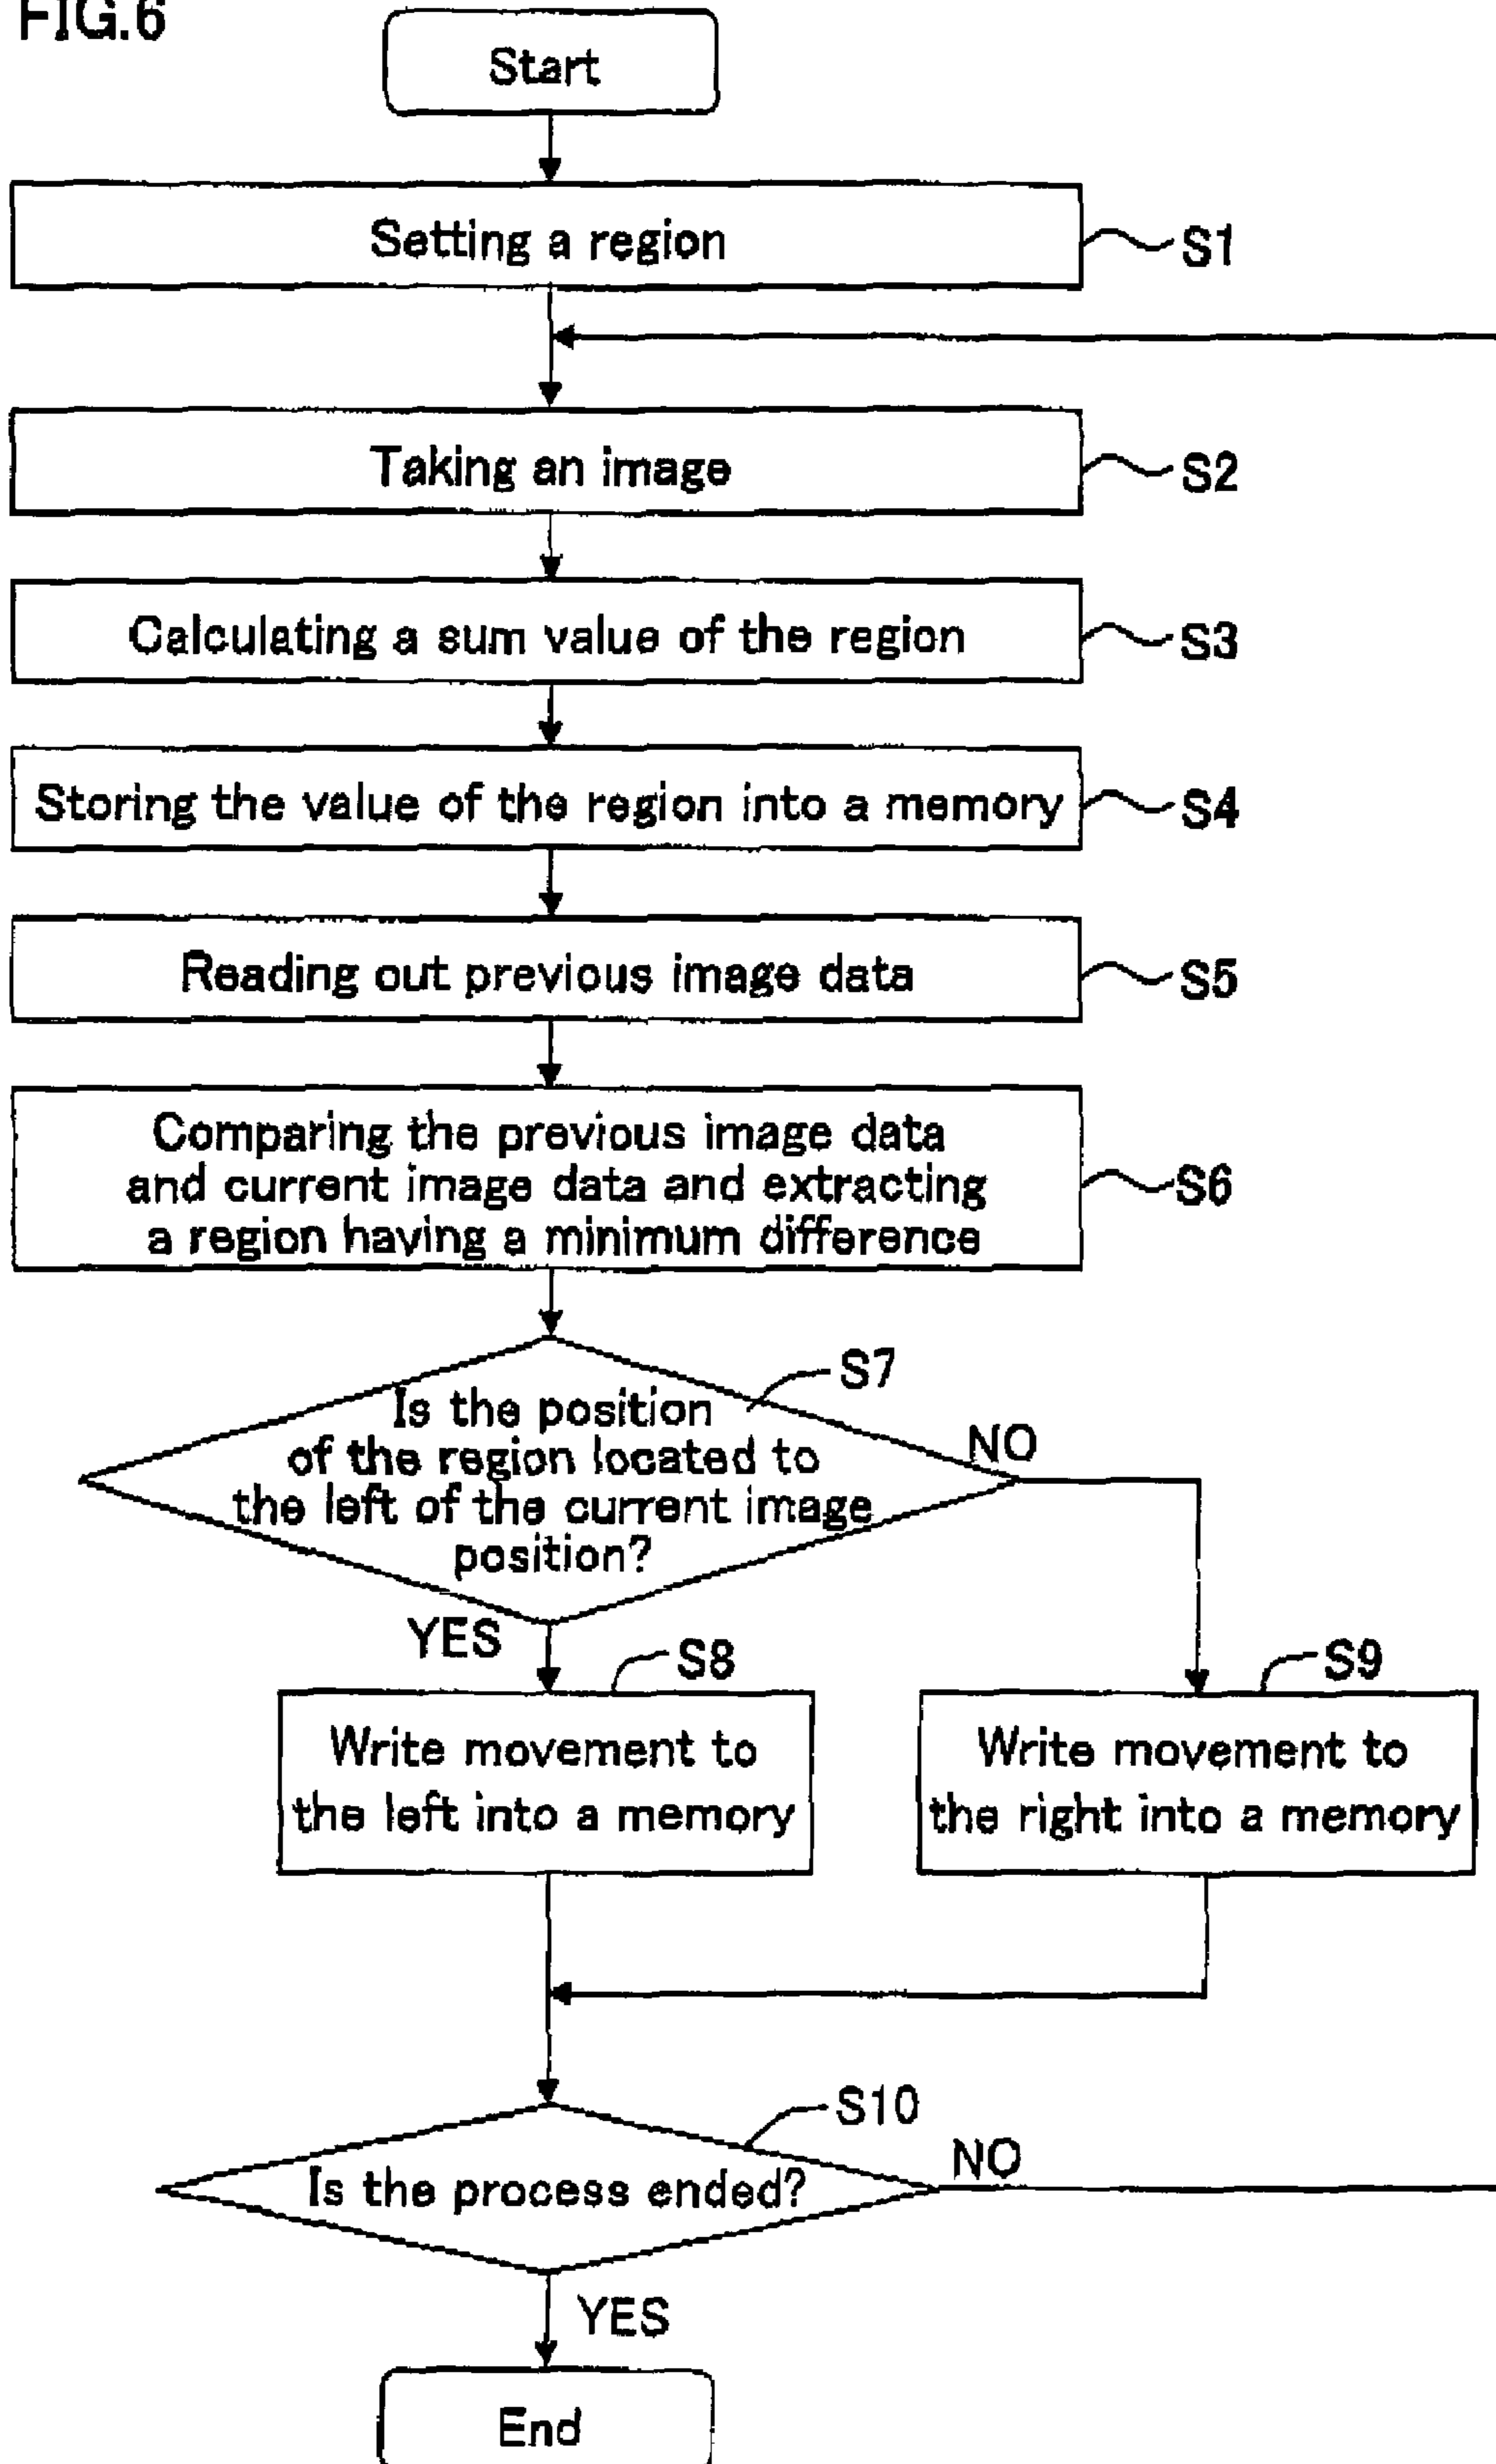 FIG.6
Start
Setting a region
S1
Taking an image
S2
Calculating a sum value of the region
S3
Storing the value of the region into a memory
S4
Reading out previous image data
S5
Comparing the previous image data
and current image data and extracting
a region having a minimum difference
S6
S7
Is the position
of the region located to
the left of the current image
position?
NO
YES
S8
Write movement to
the left into a memory
S9
Write movement to
the right into a memory
S10
Is the process ended?
NO
YES
End